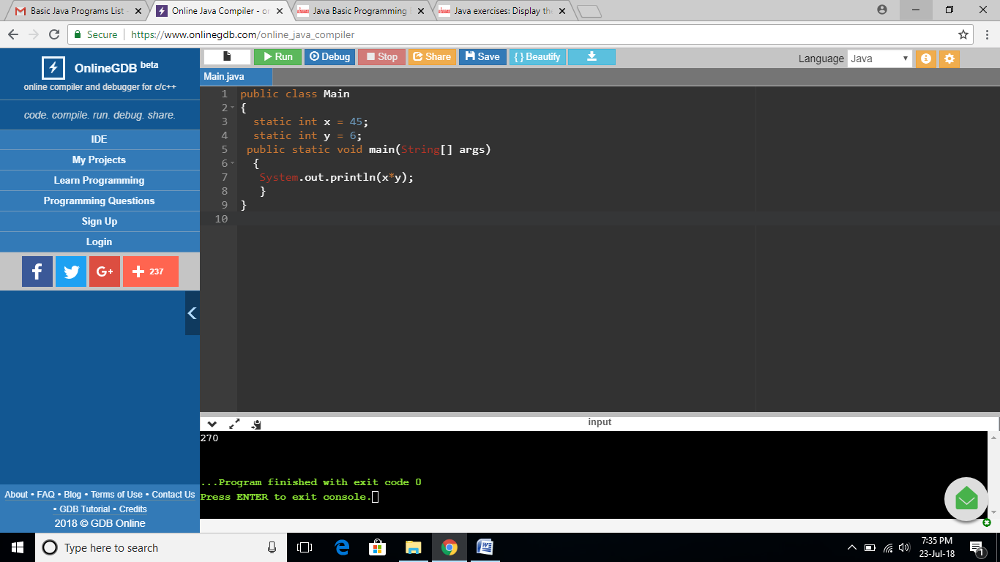 Basic Java Programs List -
Online Java Compiler - o
Java Basic Programming
Java exercises: Display th
Secure https://www.onlinegdb.com/online_java_compiler
OnlineGDB beta
online compiler and debugger for c/c++
code. compile. run. debug. share.
IDE
My Projects
Learn Programming
Programming Questions
Sign Up
Login
237
About • FAQ • Blog • Terms of Use • Contact Us
• GDB Tutorial • Credits
2018 © GDB Online
Run Debug Stop Share Save { } Beautify
Language Java
Main.java
1 public class Main
2 {
3 static int x = 45;
4 static int y = 6;
5 public static void main(String[] args)
6 {
7 System.out.println(x*y);
8 }
9 }
10
input
270
...Program finished with exit code 0
Press ENTER to exit console.
Type here to search
7:35 PM
23-Jul-18
1